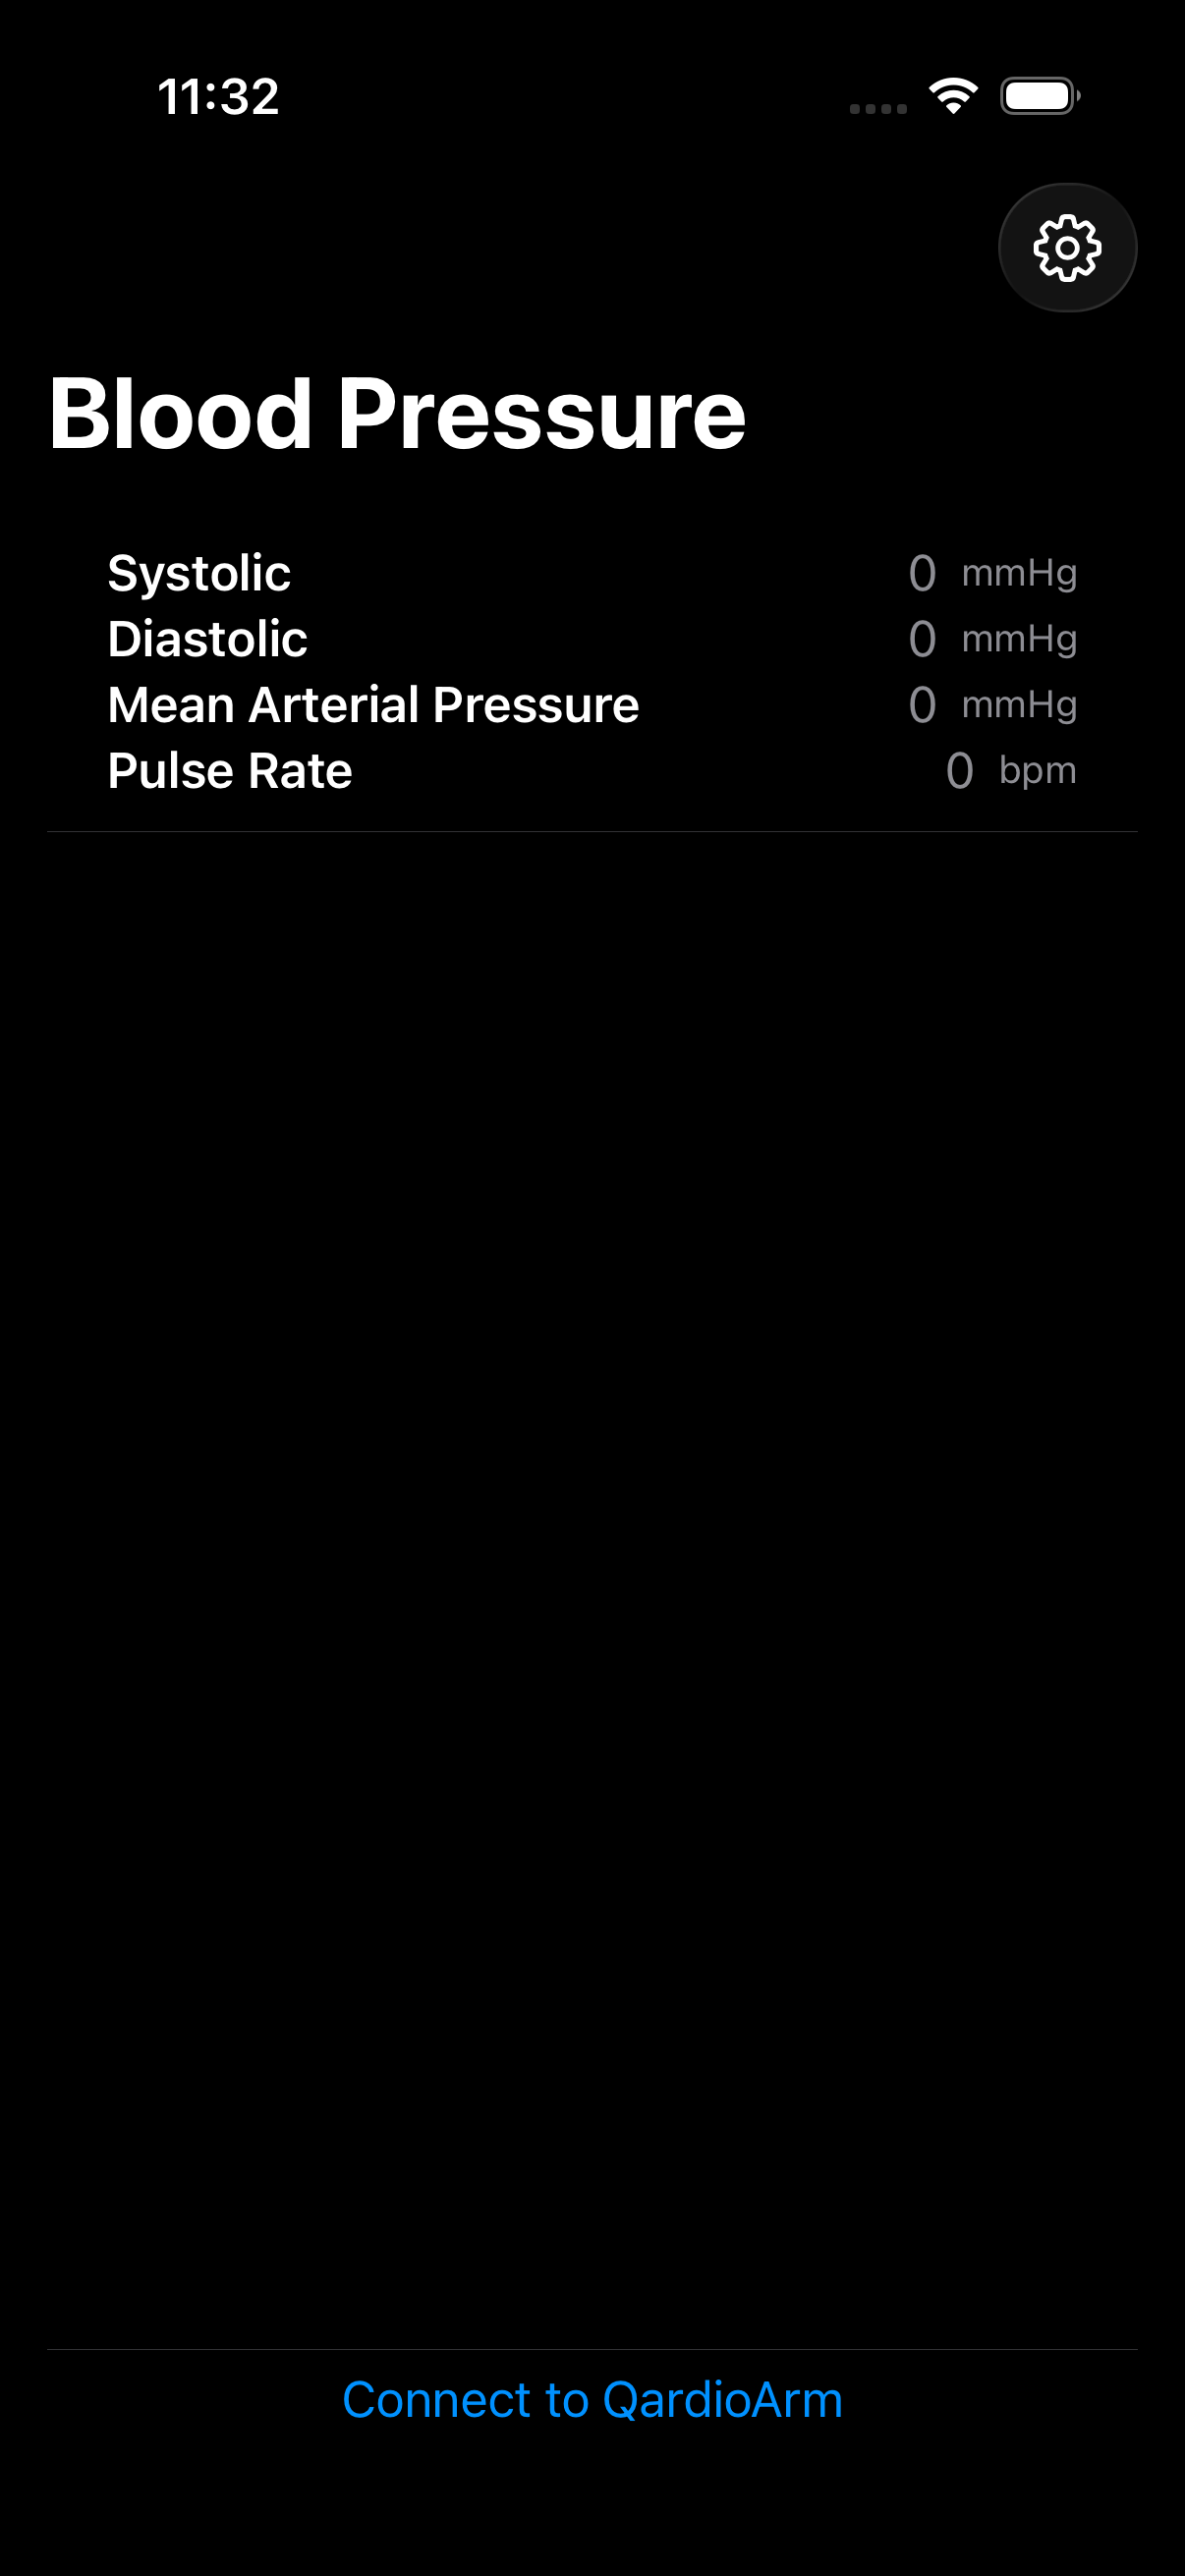 11:32
Blood Pressure
Systolic 0 mmHg
Diastolic 0 mmHg
Mean Arterial Pressure 0 mmHg
Pulse Rate 0 bpm
Connect to QardioArm